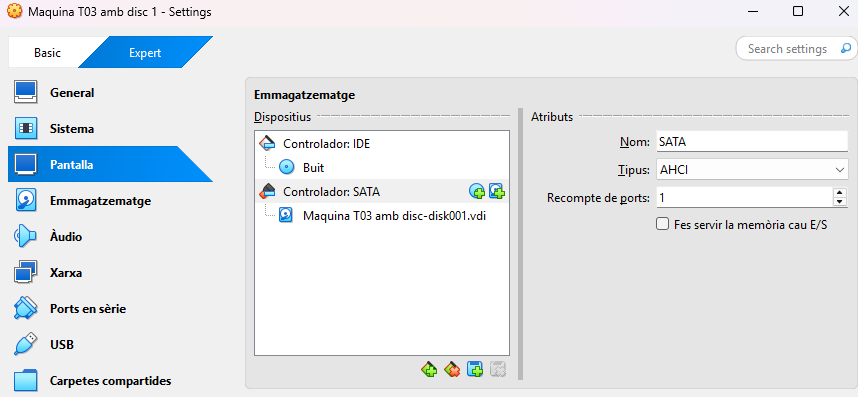 Maquina T03 amb disc 1 - Settings
Basic
Expert
Search settings
General
Sistema
Pantalla
Emmagatzematge
Àudio
Xarxa
Ports en sèrie
USB
Carpetes compartides
Emmagatzematge
Dispositius
Controlador: IDE
Buit
Controlador: SATA
Maquina T03 amb disc-disk001.vdi
Atributs
Nom: SATA
Tipus: AHCI
Recompte de ports: 1
Fes servir la memòria cau E/S